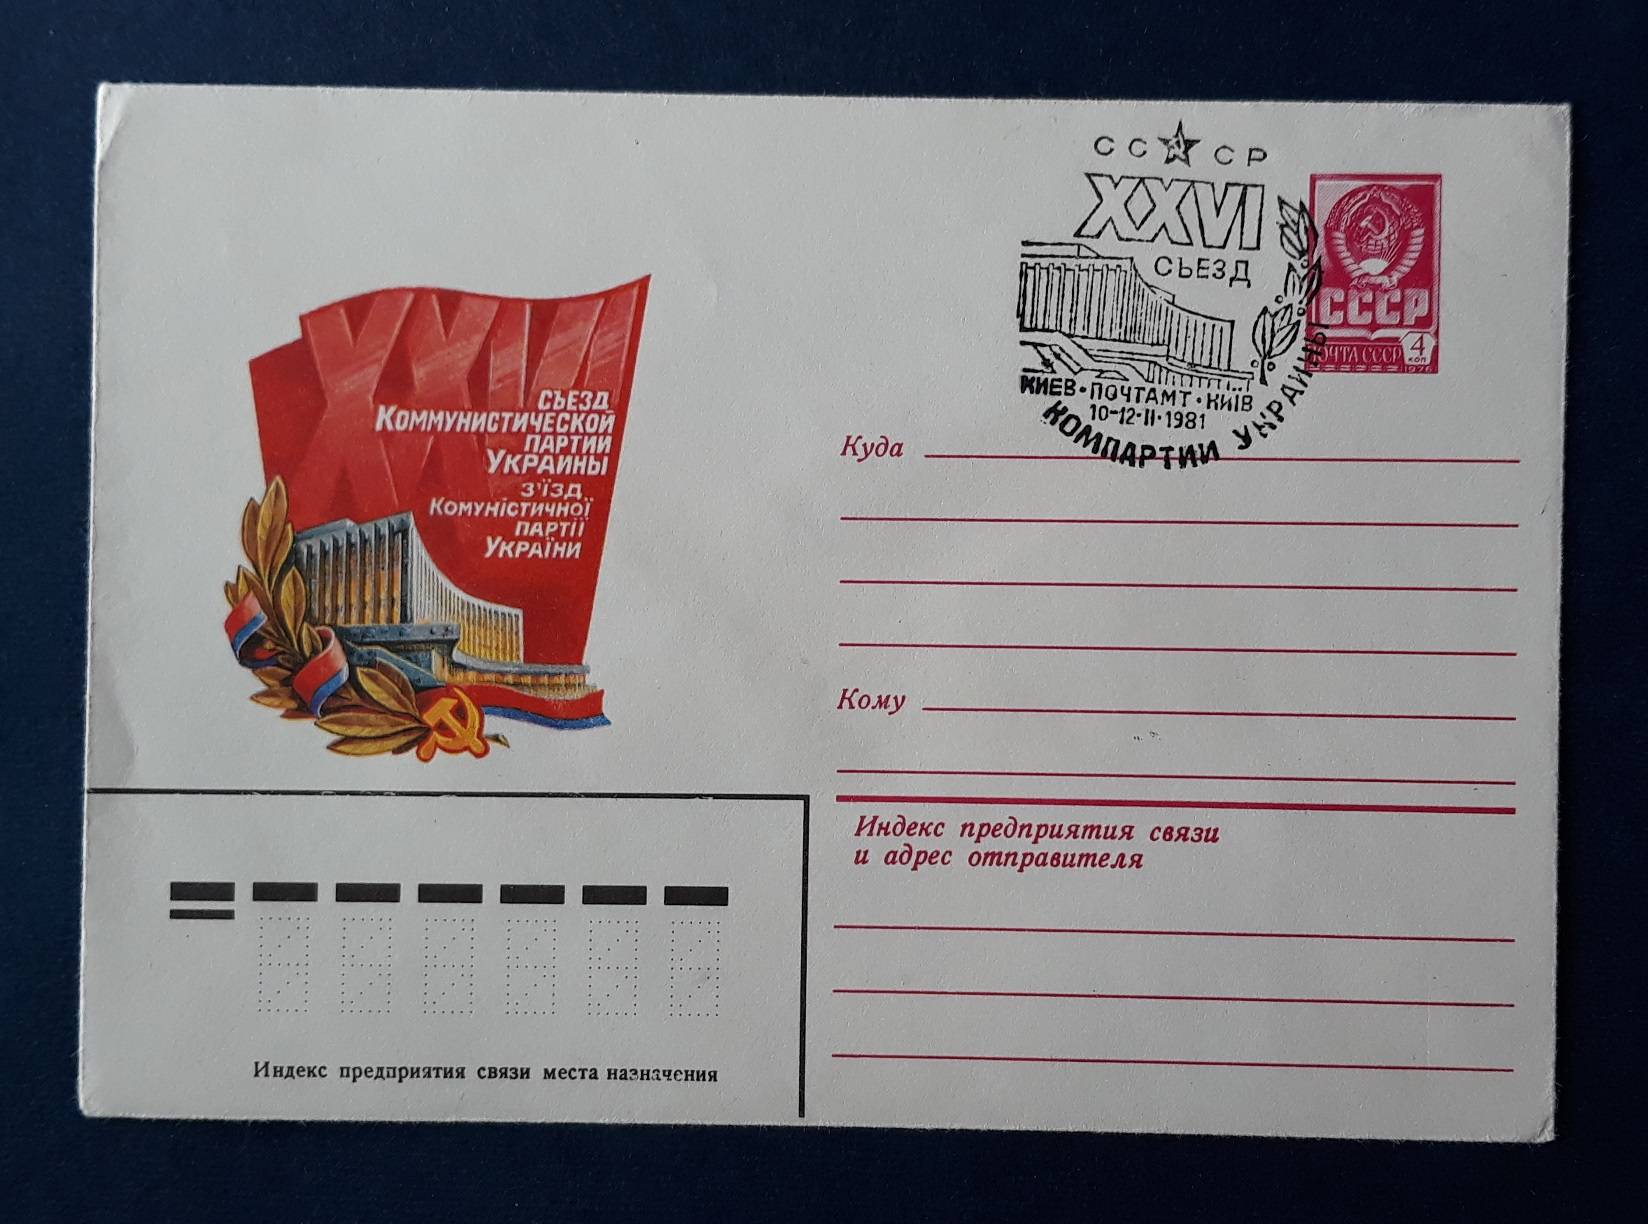 XXVI
СЪЕЗД
КОММУНИСТИЧЕСКОЙ
ПАРТИИ
УКРАИНЫ
З'ЇЗД
КОМУНІСТИЧНОЇ
ПАРТІЇ
УКРАЇНИ
СССР
XXVI
СЪЕЗД
КИЕВ·ПОЧТАМТ·КИЇВ
10-12·II·1981
КОМПАРТИИ УКРАИНЫ
СССР
ПОЧТА СССР
4
КОП
1976
Куда
Кому
Индекс предприятия связи
и адрес отправителя
Индекс предприятия связи места назначения